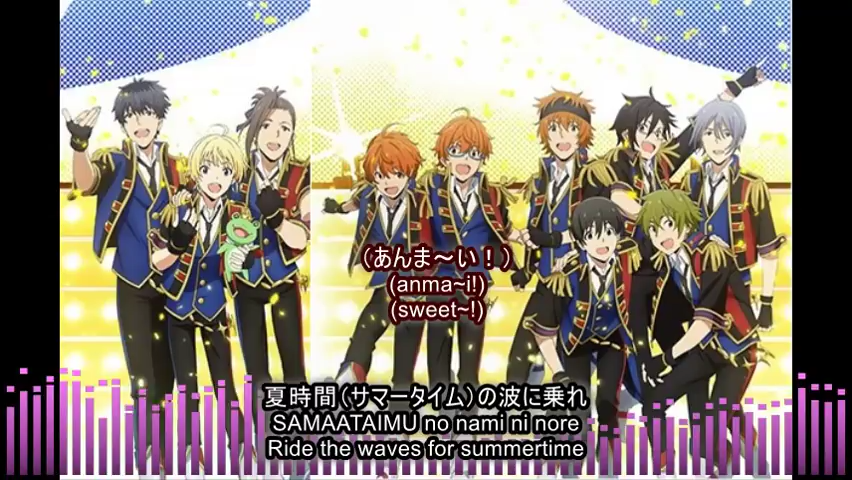 （あんま～い！）
(anma~i!)
(sweet~!)
夏時間（サマータイム）の波に乗れ
SAMAATAIMU no nami ni nore
Ride the waves for summertime